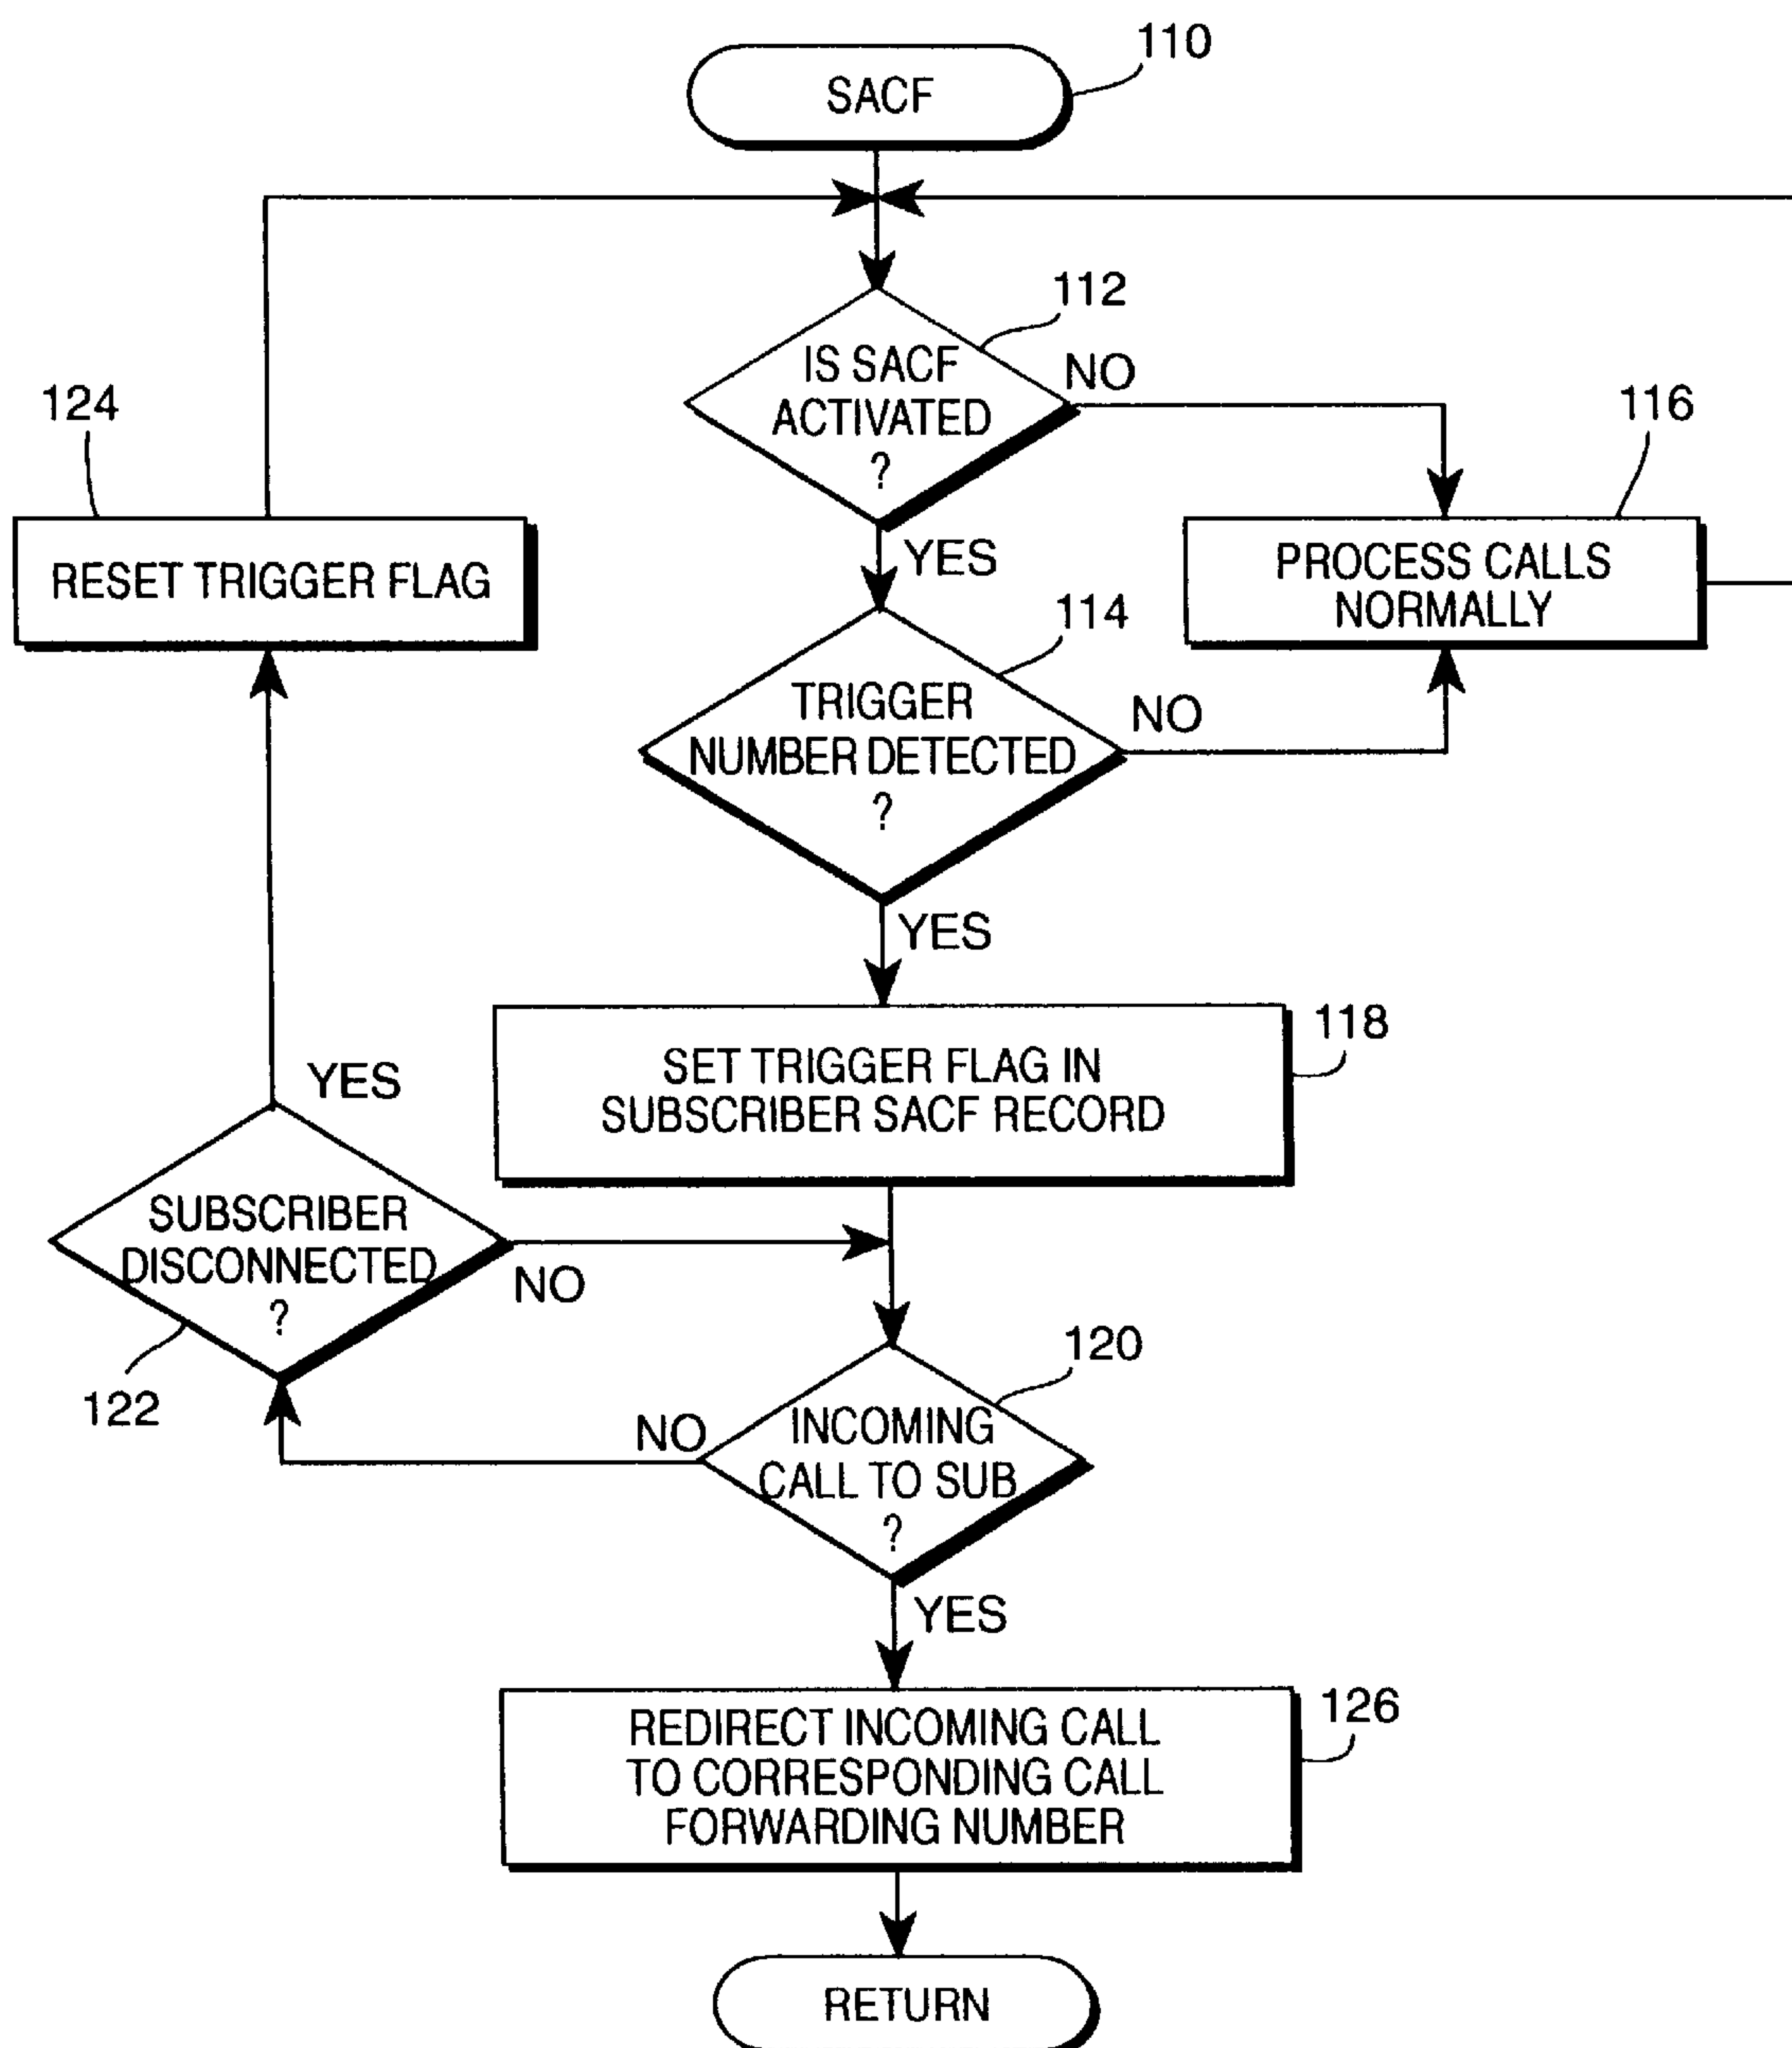 110
SACF
112
IS SACF
ACTIVATED
?
NO
YES
124
RESET TRIGGER FLAG
116
PROCESS CALLS
NORMALLY
114
TRIGGER
NUMBER DETECTED
?
NO
YES
118
SET TRIGGER FLAG IN
SUBSCRIBER SACF RECORD
YES
SUBSCRIBER
DISCONNECTED
?
NO
122
120
INCOMING
CALL TO SUB
?
NO
YES
126
REDIRECT INCOMING CALL
TO CORRESPONDING CALL
FORWARDING NUMBER
RETURN